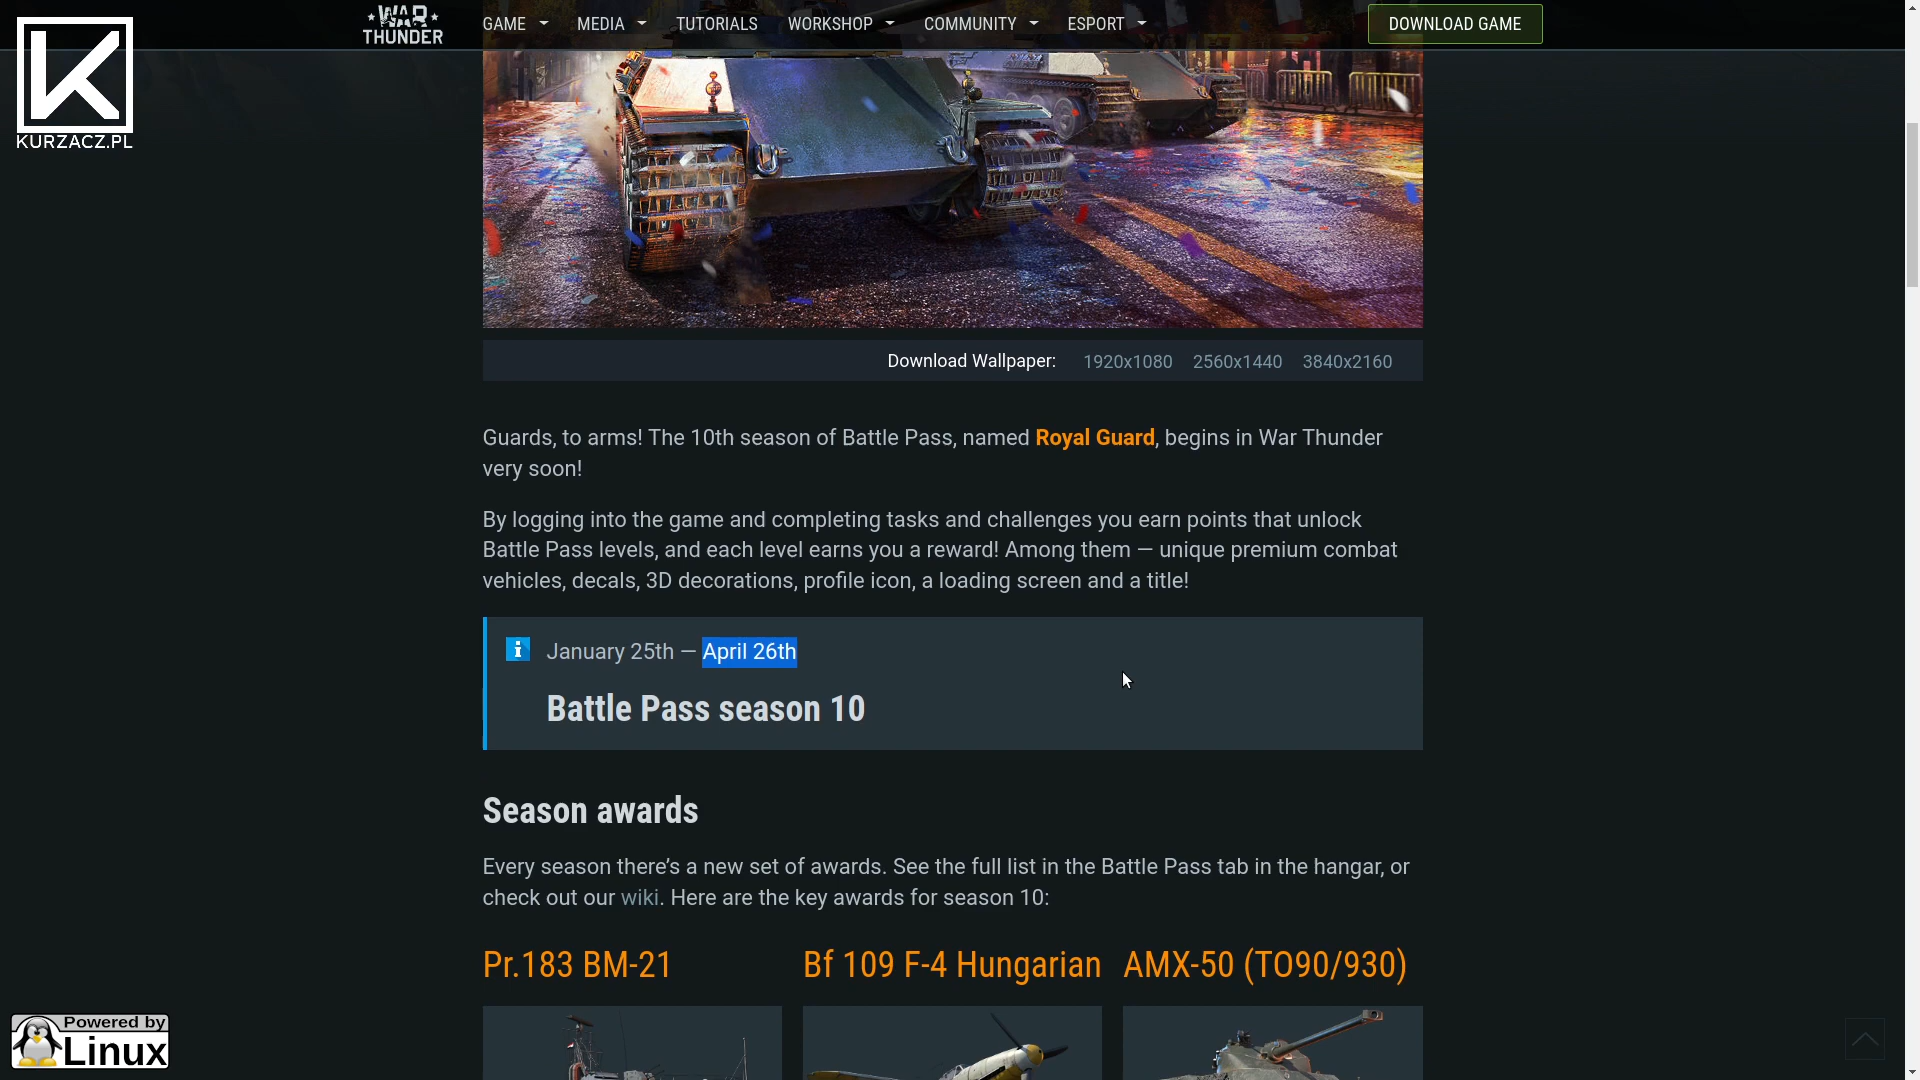 WAR
THUNDER
GAME
MEDIA
TUTORIALS
WORKSHOP
COMMUNITY
ESPORT
DOWNLOAD GAME
K
KURZACZ.PL
Download Wallpaper: 1920x1080 2560x1440 3840x2160
Guards, to arms! The 10th season of Battle Pass, named Royal Guard, begins in War Thunder
very soon!
By logging into the game and completing tasks and challenges you earn points that unlock
Battle Pass levels, and each level earns you a reward! Among them — unique premium combat
vehicles, decals, 3D decorations, profile icon, a loading screen and a title!
i January 25th — April 26th
Battle Pass season 10
Season awards
Every season there’s a new set of awards. See the full list in the Battle Pass tab in the hangar, or
check out our wiki. Here are the key awards for season 10:
Pr.183 BM-21
Bf 109 F-4 Hungarian
AMX-50 (TO90/930)
Powered by
Linux